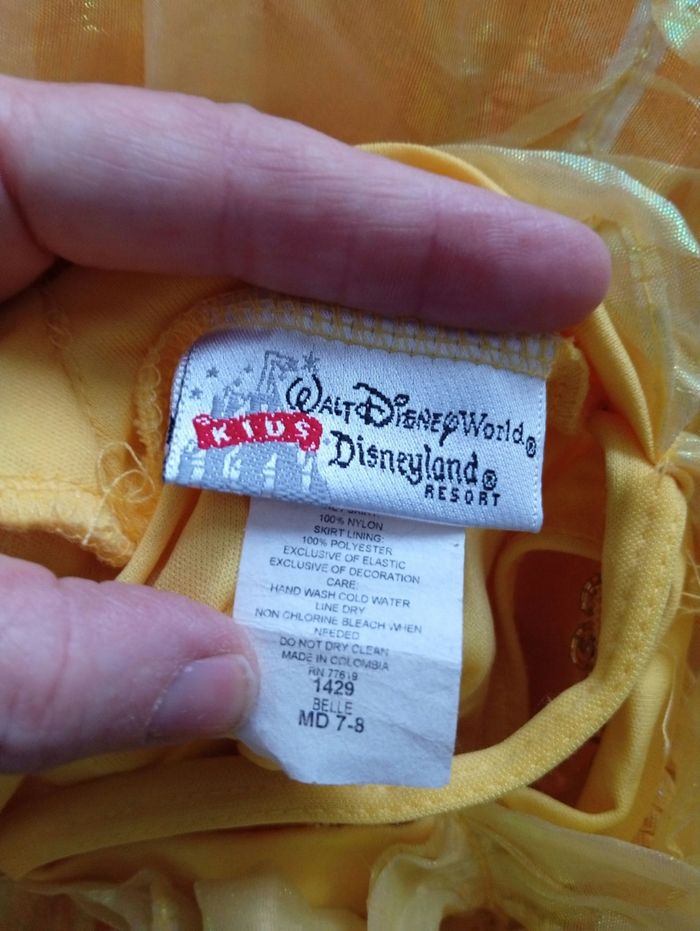 KIDS
WALT DISNEY World®
Disneyland®
RESORT
100% NYLON
SKIRT LINING:
100% POLYESTER
EXCLUSIVE OF ELASTIC
EXCLUSIVE OF DECORATION
CARE:
HAND WASH COLD WATER
LINE DRY
NON CHLORINE BLEACH WHEN
NEEDED
DO NOT DRY CLEAN
MADE IN COLOMBIA
RN 77619
1429
BELLE
MD 7-8